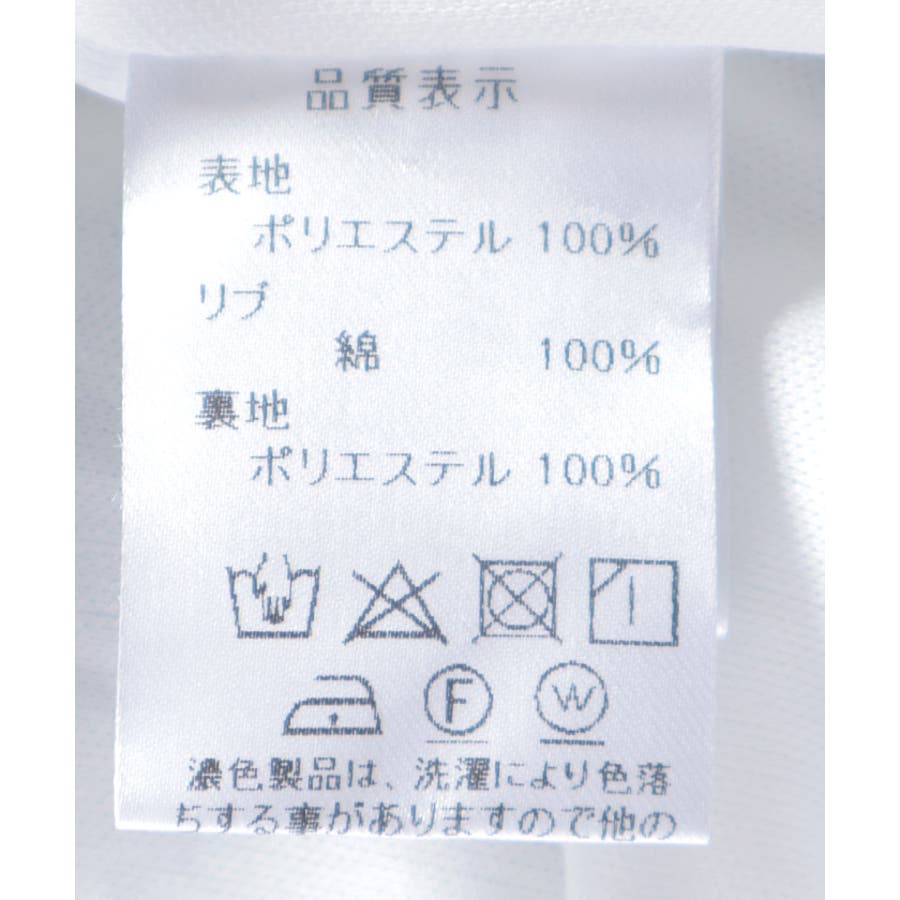 品質表示
表地
ポリエステル 100%
リブ
綿 100%
裏地
ポリエステル 100%
F W
濃色製品は、洗濯により色落
ちする事がありますので他の